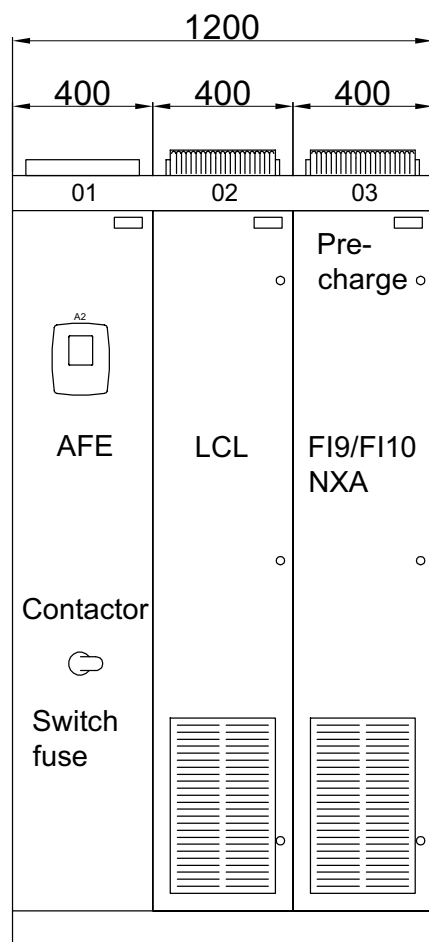 1200
400 400 400
01 02 03
Pre-
charge
A2
AFE LCL FI9/FI10
NXA
Contactor
Switch
fuse